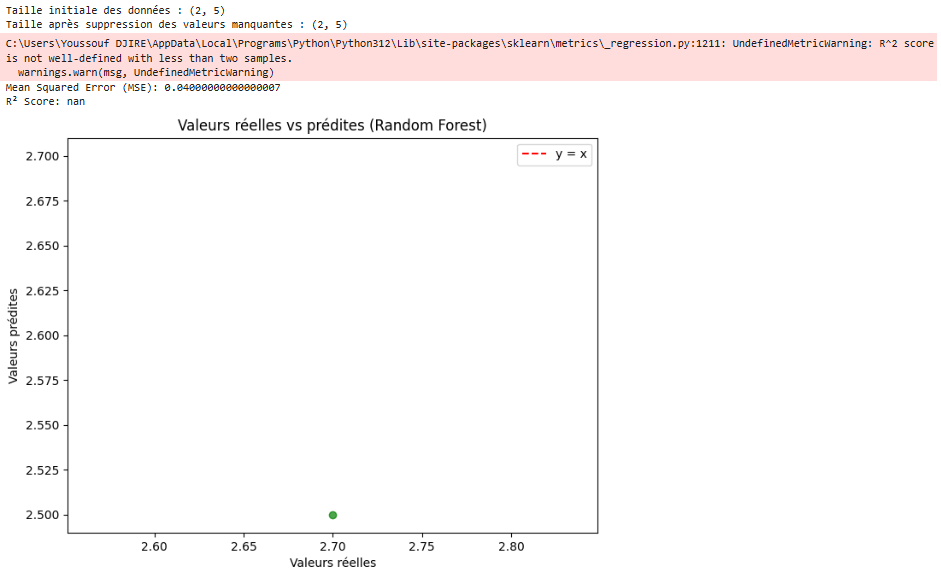 Taille initiale des données : (2, 5)
Taille après suppression des valeurs manquantes : (2, 5)
C:\Users\Youssouf DJIRE\AppData\Local\Programs\Python\Python312\Lib\site-packages\sklearn\metrics\_regression.py:1211: UndefinedMetricWarning: R^2 score
is not well-defined with less than two samples.
  warnings.warn(msg, UndefinedMetricWarning)
Mean Squared Error (MSE): 0.04000000000000007
R² Score: nan
Valeurs réelles vs prédites (Random Forest)
y = x
2.700
2.675
2.650
2.625
2.600
2.575
2.550
2.525
2.500
Valeurs prédites
2.60 2.65 2.70 2.75 2.80
Valeurs réelles